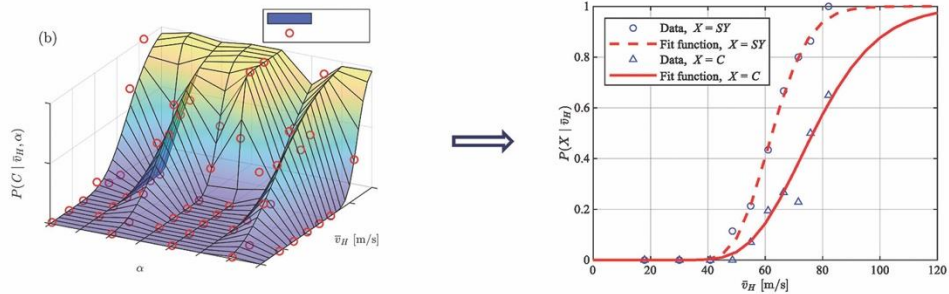 (b)
P(C | v̄_H, α)
α
v̄_H [m/s]
Data, X = SY
Fit function, X = SY
Data, X = C
Fit function, X = C
P(X | v̄_H)
1
0.8
0.6
0.4
0.2
0
0 20 40 60 80 100 120
v̄_H [m/s]